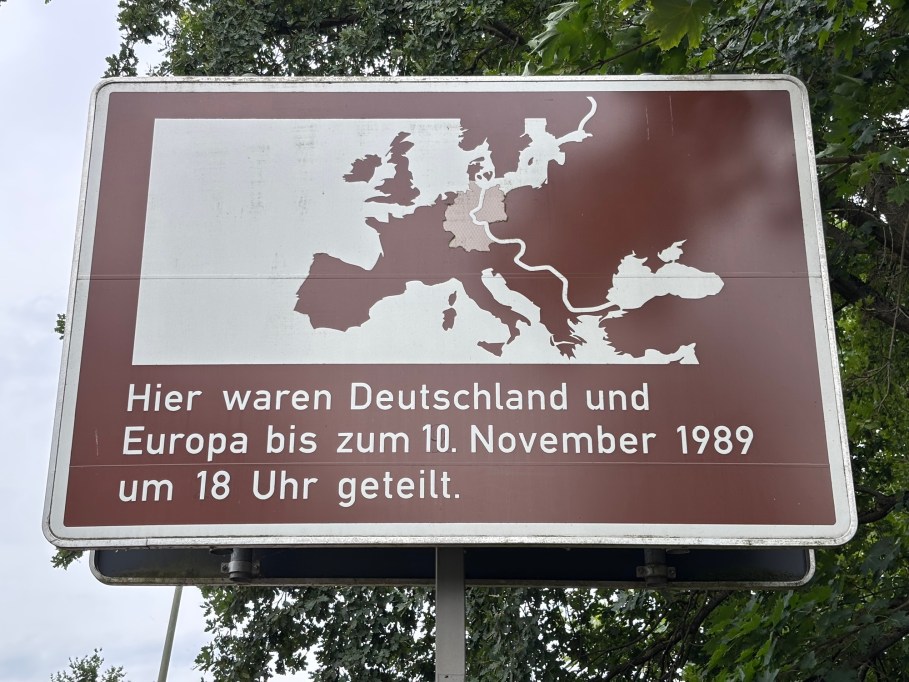 Hier waren Deutschland und
Europa bis zum 10. November 1989
um 18 Uhr geteilt.